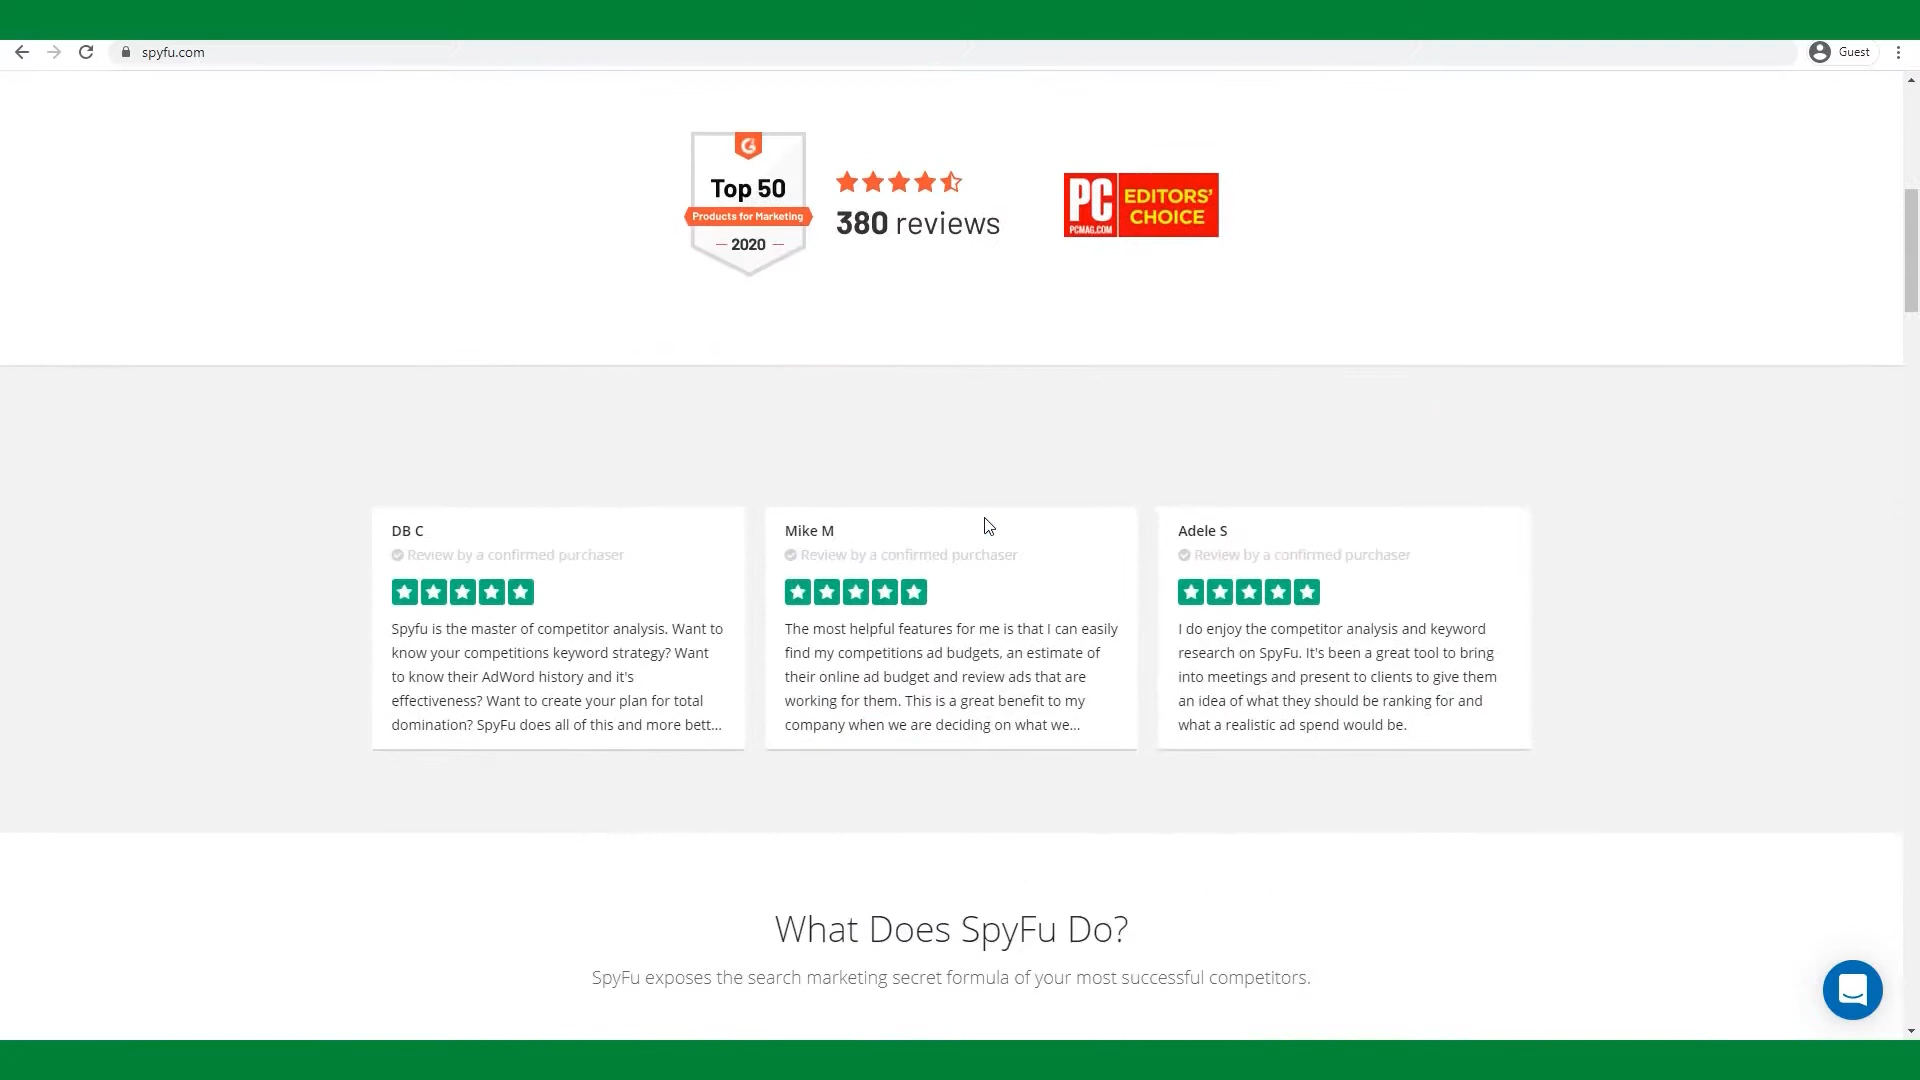 spyfu.com
Guest
Top 50
Products for Marketing
2020
380 reviews
PC
PCMAG.COM
EDITORS'
CHOICE
DB C
Review by a confirmed purchaser
Spyfu is the master of competitor analysis. Want to
know your competitions keyword strategy? Want
to know their AdWord history and it's
effectiveness? Want to create your plan for total
domination? SpyFu does all of this and more bett...
Mike M
Review by a confirmed purchaser
The most helpful features for me is that I can easily
find my competitions ad budgets, an estimate of
their online ad budget and review ads that are
working for them. This is a great benefit to my
company when we are deciding on what we...
Adele S
Review by a confirmed purchaser
I do enjoy the competitor analysis and keyword
research on SpyFu. It's been a great tool to bring
into meetings and present to clients to give them
an idea of what they should be ranking for and
what a realistic ad spend would be.
What Does SpyFu Do?
SpyFu exposes the search marketing secret formula of your most successful competitors.